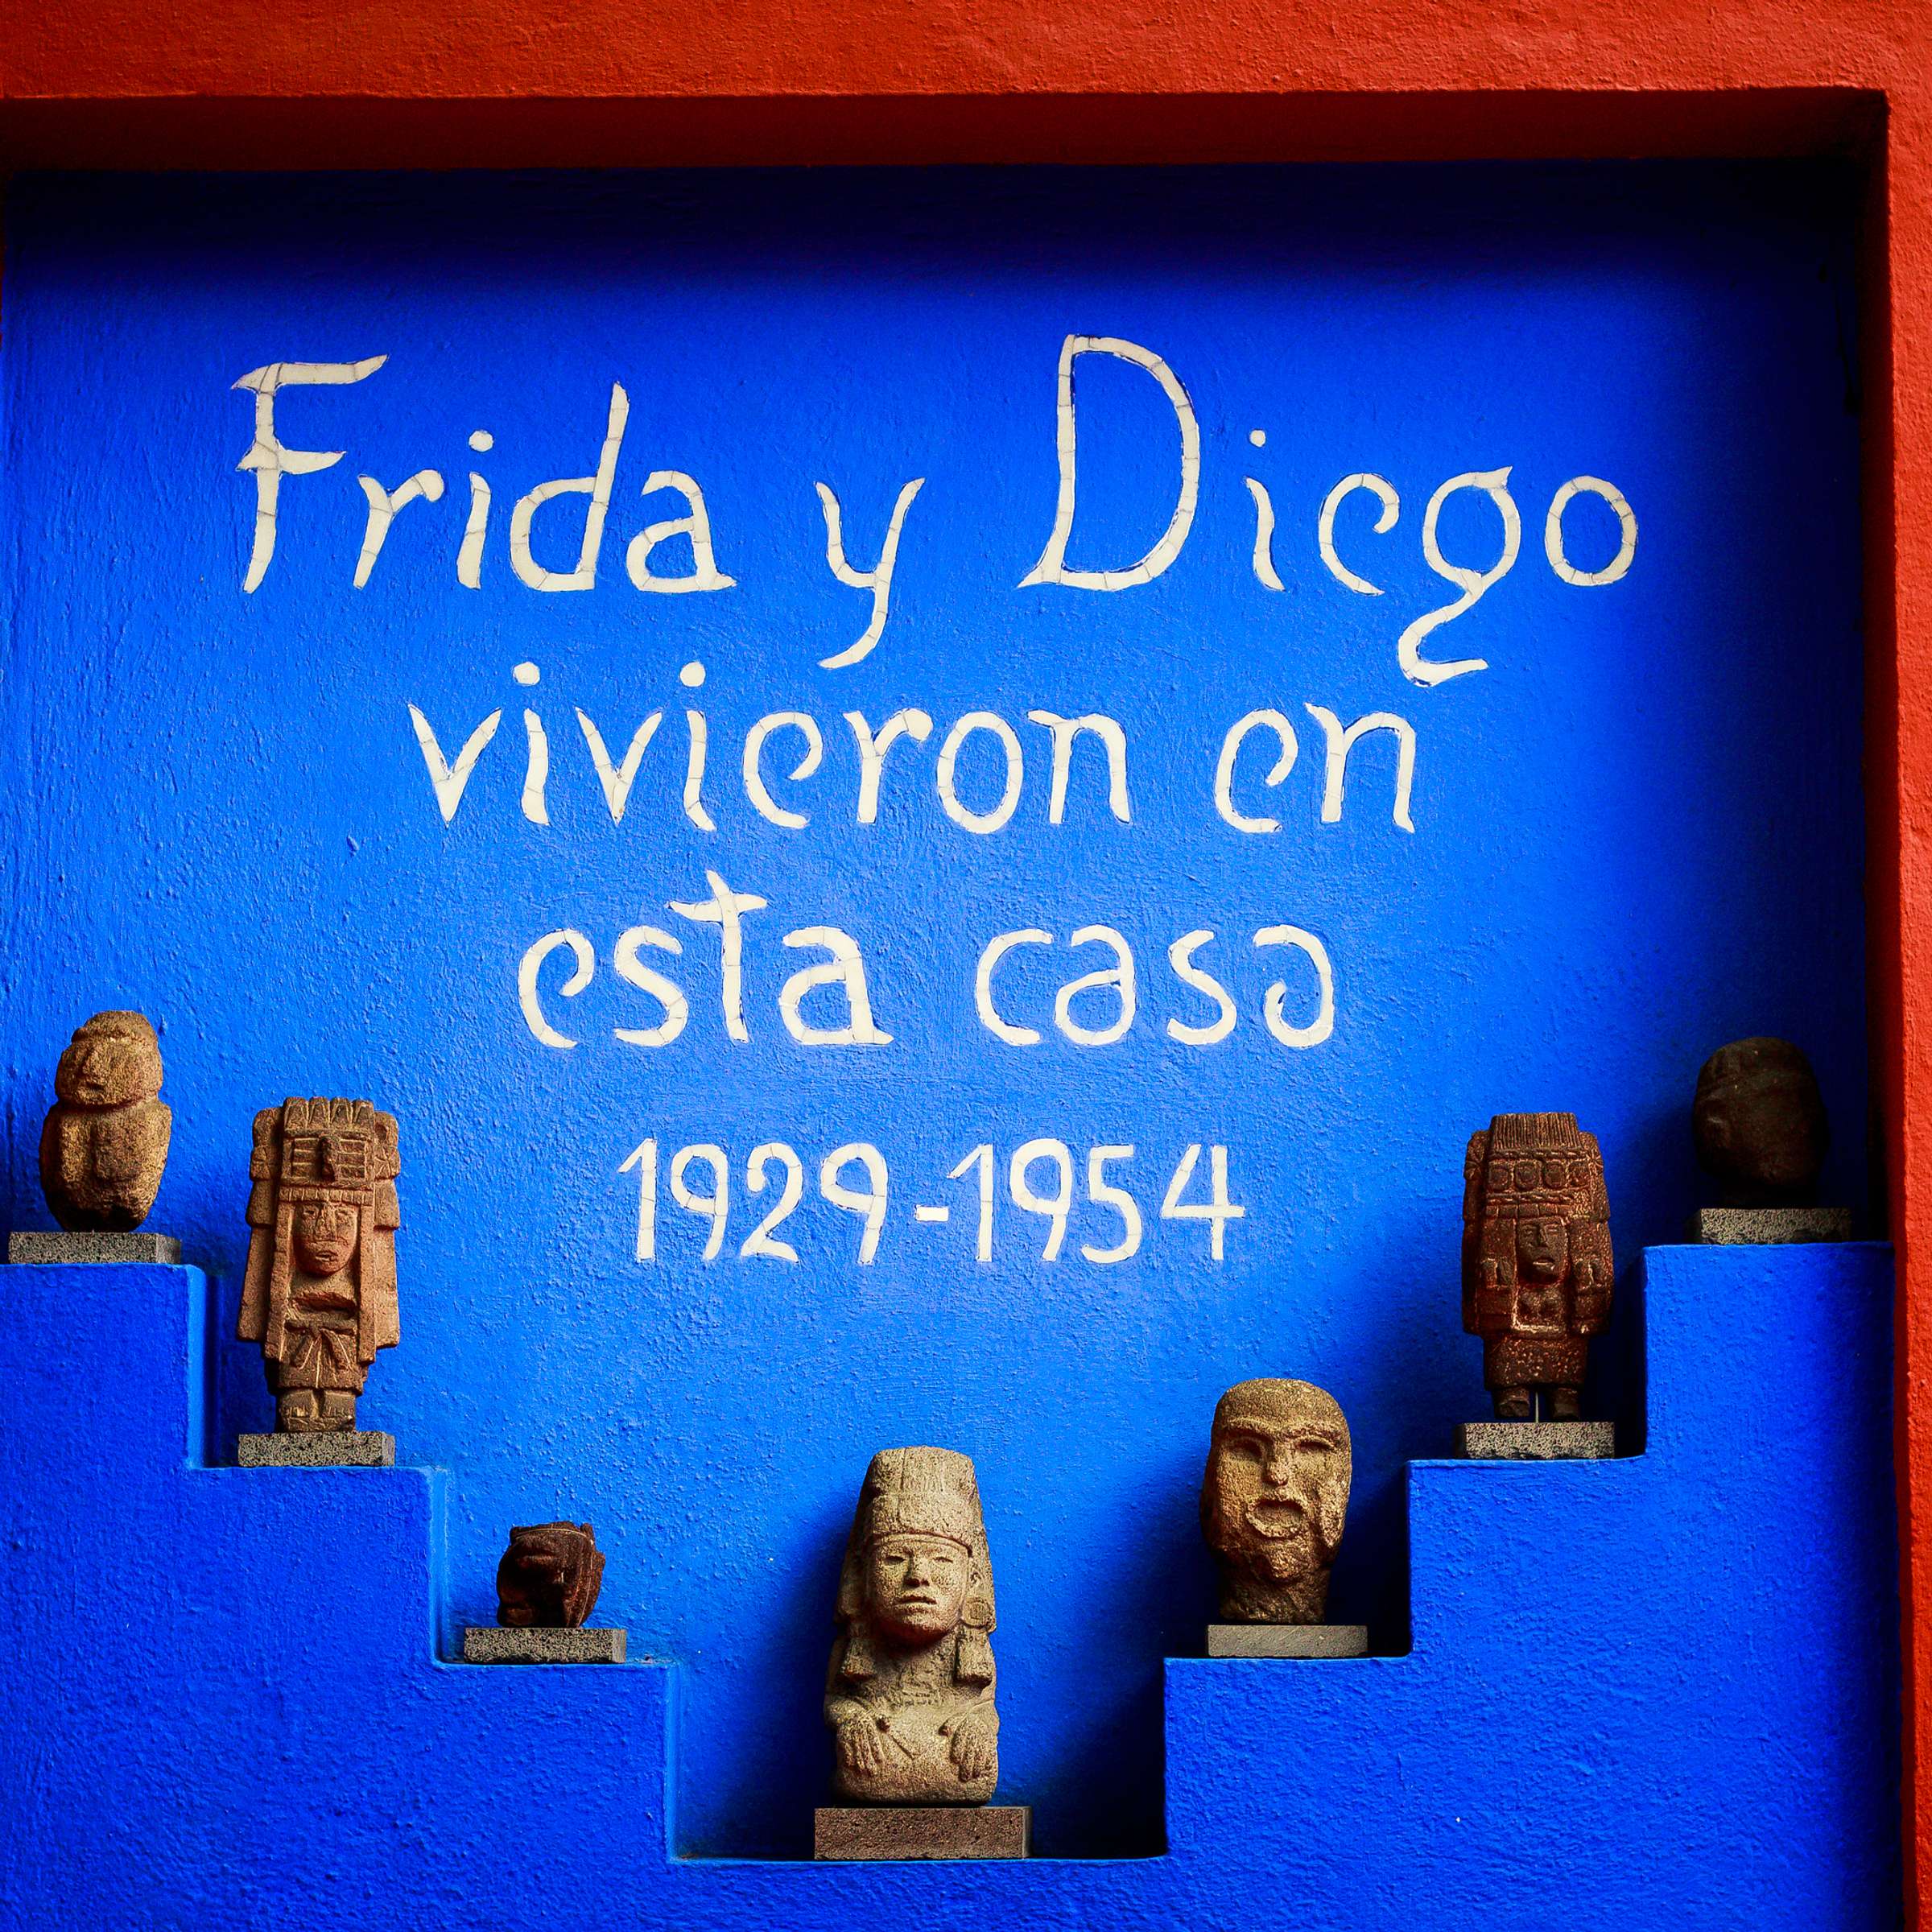 Frida y Diego
vivieron en
esta casa
1929-1954